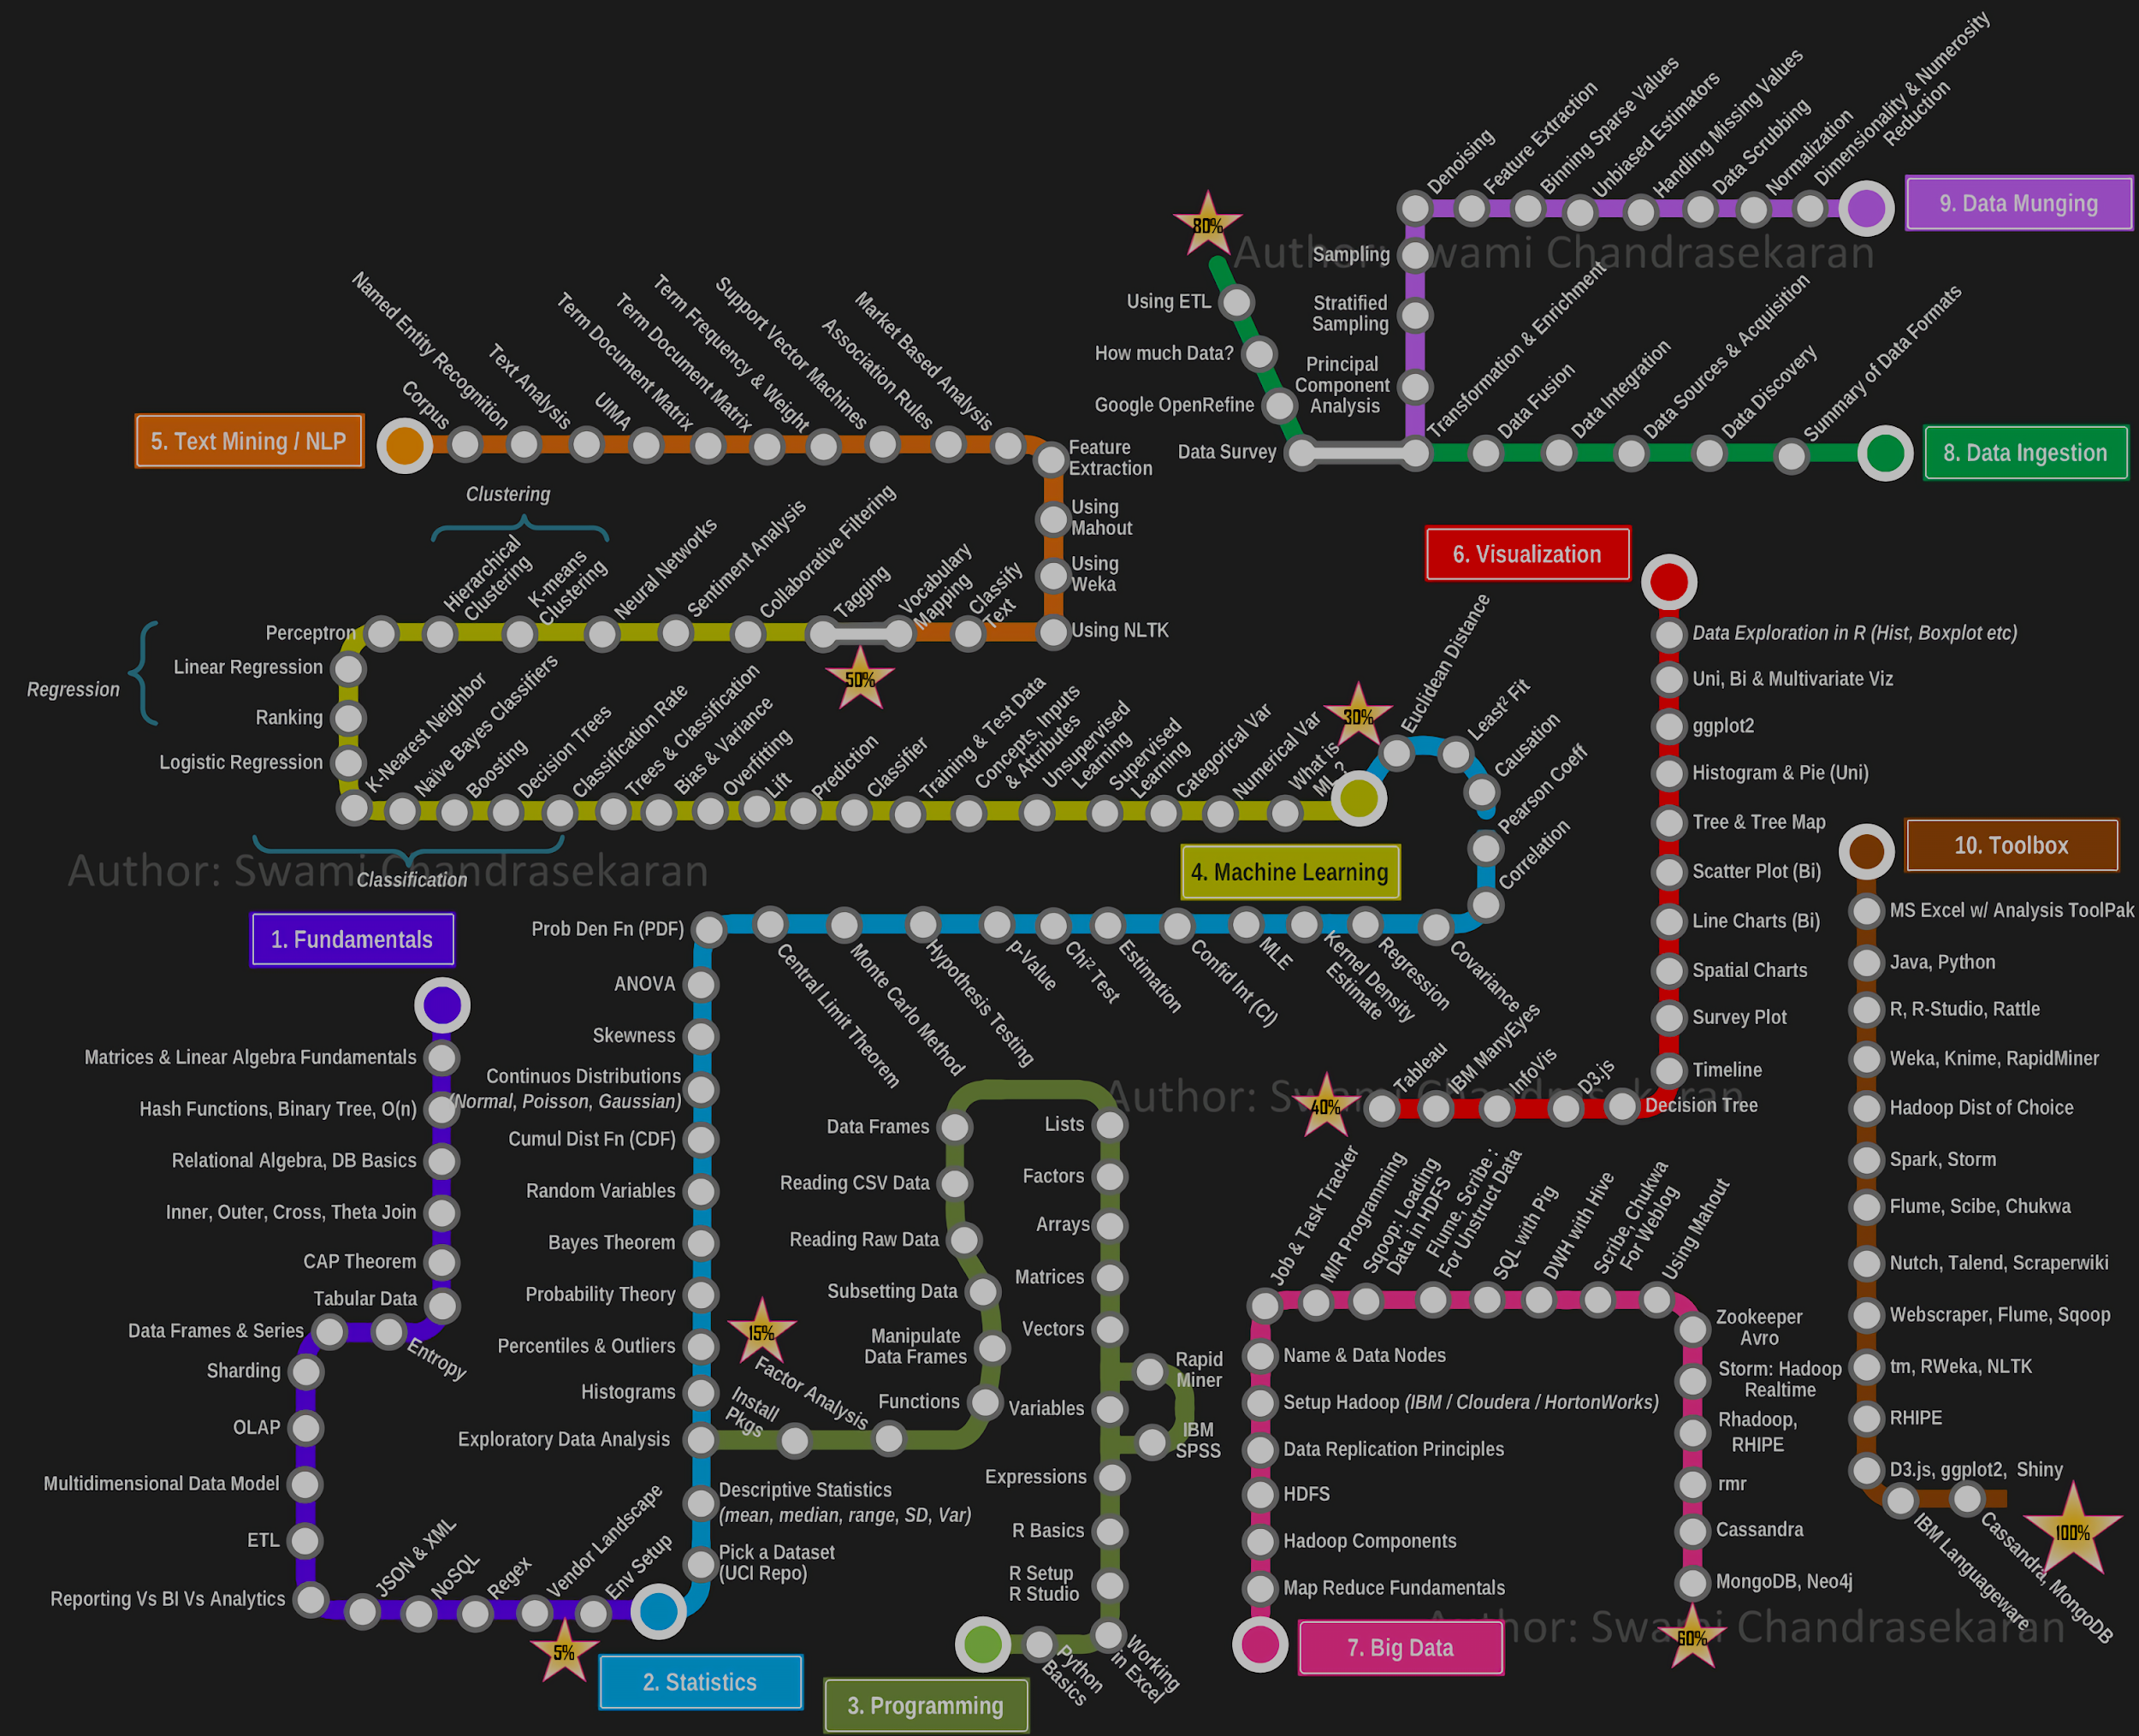 Denoising
Feature Extraction
Binning Sparse Values
Unbiased Estimators
Handling Missing Values
Data Scrubbing
Normalization
Dimensionality & Numerosity
Reduction
9. Data Munging
80%
Author: Swami Chandrasekaran
Sampling
Using ETL
Stratified
Sampling
How much Data?
Principal
Component
Analysis
Google OpenRefine
Data Survey
Transformation & Enrichment
Data Fusion
Data Integration
Data Sources & Acquisition
Data Discovery
Summary of Data Formats
8. Data Ingestion
5. Text Mining / NLP
Corpus
Named Entity Recognition
Text Analysis
UIMA
Term Document Matrix
Term Document Matrix
Term Frequency & Weight
Support Vector Machines
Association Rules
Market Based Analysis
Feature
Extraction
Using
Mahout
Using
Weka
Using NLTK
Clustering
Perceptron
Hierarchical
Clustering
K-means
Clustering
Neural Networks
Sentiment Analysis
Collaborative Filtering
Tagging
Vocabulary
Mapping
Classify
Text
50%
Regression
Linear Regression
Ranking
Logistic Regression
K-Nearest Neighbor
Naïve Bayes Classifiers
Boosting
Decision Trees
Classification Rate
Trees & Classification
Bias & Variance
Overfitting
Lift
Prediction
Classifier
Training & Test Data
Concepts, Inputs
& Attributes
Unsupervised
Learning
Supervised
Learning
Categorical Var
Numerical Var
What is
ML?
30%
Euclidean Distance
Least² Fit
Causation
Pearson Coeff
Correlation
Author: Swami Chandrasekaran
Classification
4. Machine Learning
6. Visualization
Data Exploration in R (Hist, Boxplot etc)
Uni, Bi & Multivariate Viz
ggplot2
Histogram & Pie (Uni)
Tree & Tree Map
Scatter Plot (Bi)
Line Charts (Bi)
Spatial Charts
Survey Plot
Timeline
Decision Tree
D3.js
InfoVis
IBM ManyEyes
Tableau
40%
Author: Swami Chandrasekaran
10. Toolbox
MS Excel w/ Analysis ToolPak
Java, Python
R, R-Studio, Rattle
Weka, Knime, RapidMiner
Hadoop Dist of Choice
Spark, Storm
Flume, Scibe, Chukwa
Nutch, Talend, Scraperwiki
Webscraper, Flume, Sqoop
tm, RWeka, NLTK
RHIPE
D3.js, ggplot2, Shiny
IBM Languageware
Cassandra, MongoDB
100%
1. Fundamentals
Matrices & Linear Algebra Fundamentals
Hash Functions, Binary Tree, O(n)
Relational Algebra, DB Basics
Inner, Outer, Cross, Theta Join
CAP Theorem
Tabular Data
Entropy
Data Frames & Series
Sharding
OLAP
Multidimensional Data Model
ETL
Reporting Vs BI Vs Analytics
JSON & XML
NoSQL
Regex
Vendor Landscape
Env Setup
5%
2. Statistics
Prob Den Fn (PDF)
ANOVA
Skewness
Continuos Distributions
(Normal, Poisson, Gaussian)
Cumul Dist Fn (CDF)
Random Variables
Bayes Theorem
Probability Theory
Percentiles & Outliers
Histograms
Exploratory Data Analysis
Descriptive Statistics
(mean, median, range, SD, Var)
Pick a Dataset
(UCI Repo)
Central Limit Theorem
Monte Carlo Method
Hypothesis Testing
p-Value
Chi² Test
Estimation
Confid Int (CI)
MLE
Kernel Density
Estimate
Regression
Covariance
15%
Install
Pkgs
Factor Analysis
Data Frames
Reading CSV Data
Reading Raw Data
Subsetting Data
Manipulate
Data Frames
Functions
Lists
Factors
Arrays
Matrices
Vectors
Rapid
Miner
Variables
IBM
SPSS
Expressions
R Basics
R Setup
R Studio
Working
in Excel
Python
Basics
3. Programming
Job & Task Tracker
M/R Programming
Sqoop: Loading
Data in HDFS
Flume, Scribe :
For Unstruct Data
SQL with Pig
DWH with Hive
Scribe, Chukwa
For Weblog
Using Mahout
Name & Data Nodes
Setup Hadoop (IBM / Cloudera / HortonWorks)
Data Replication Principles
HDFS
Hadoop Components
Map Reduce Fundamentals
7. Big Data
Zookeeper
Avro
Storm: Hadoop
Realtime
Rhadoop,
RHIPE
rmr
Cassandra
MongoDB, Neo4j
Author: Swami Chandrasekaran
60%